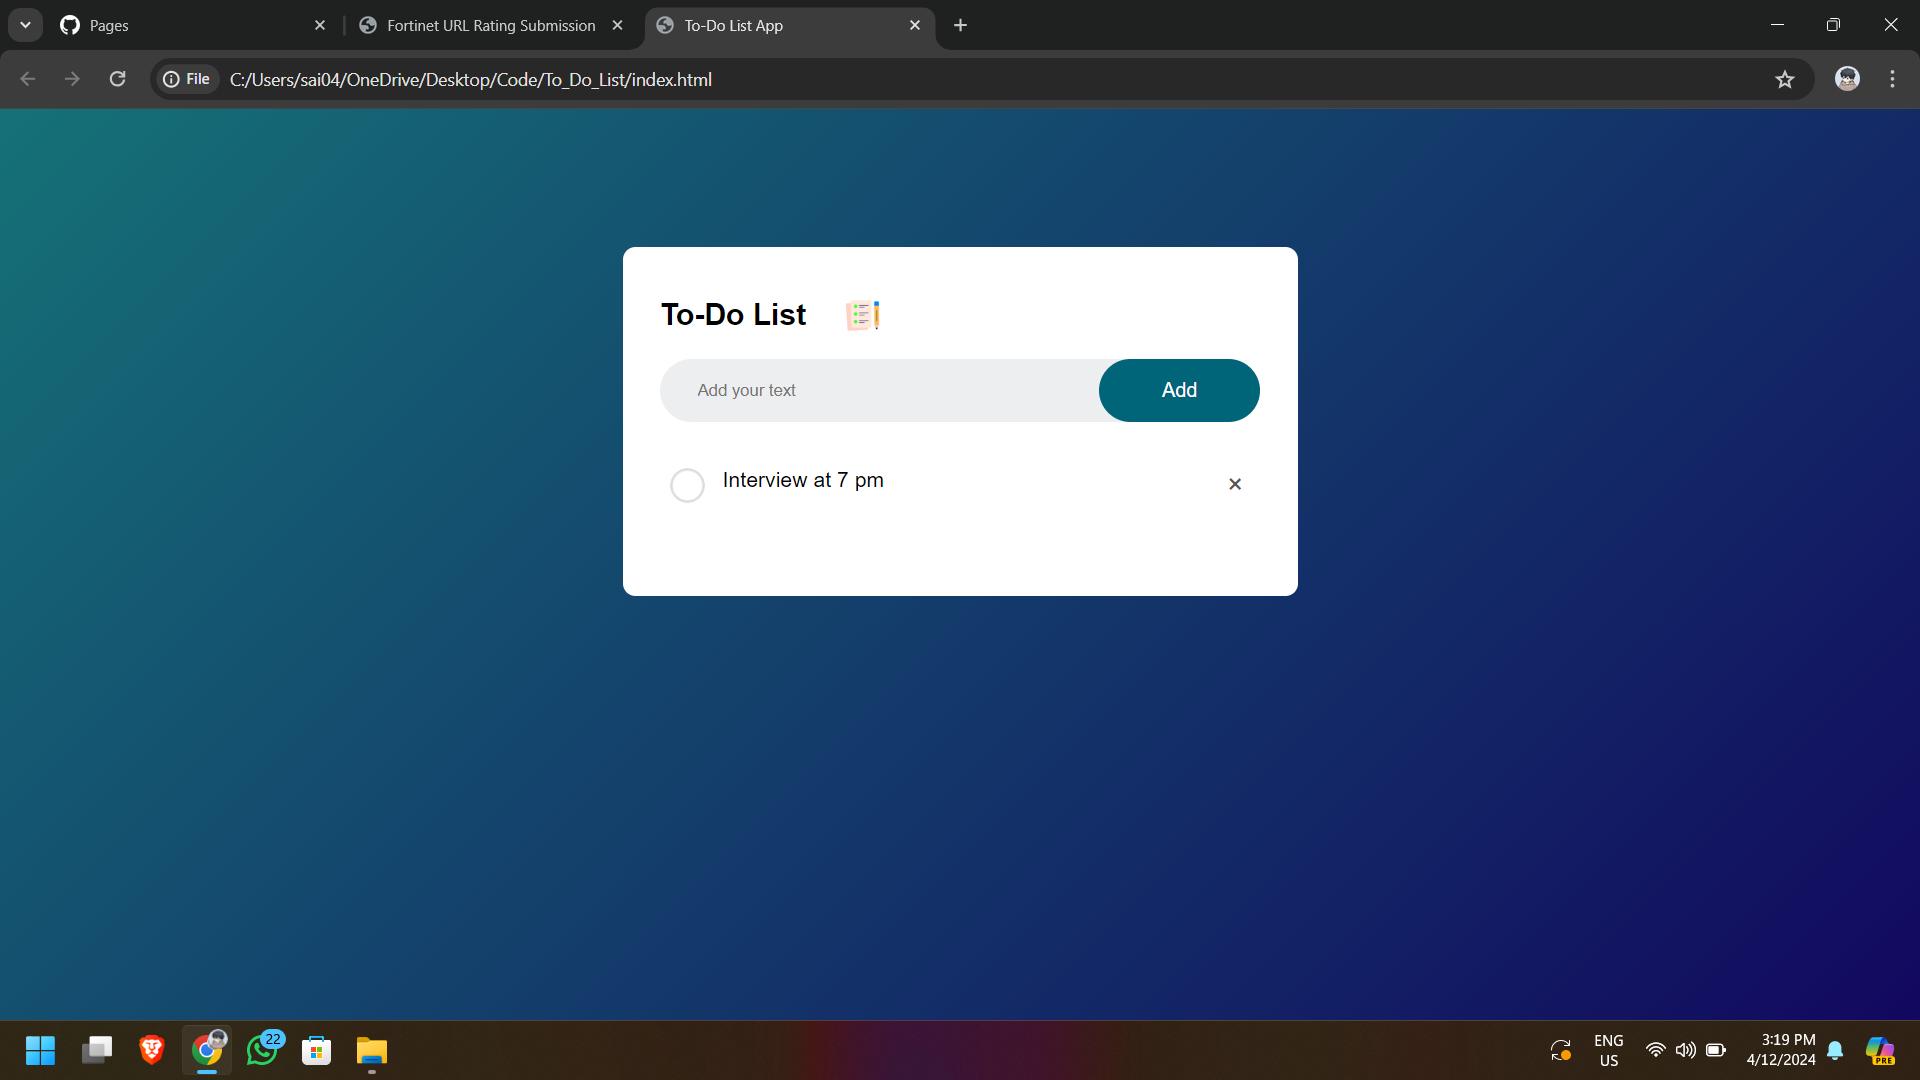 Pages
Fortinet URL Rating Submission
To-Do List App
File
C:/Users/sai04/OneDrive/Desktop/Code/To_Do_List/index.html
To-Do List
Add your text
Add
Interview at 7 pm
22
ENG
US
3:19 PM
4/12/2024
PRE